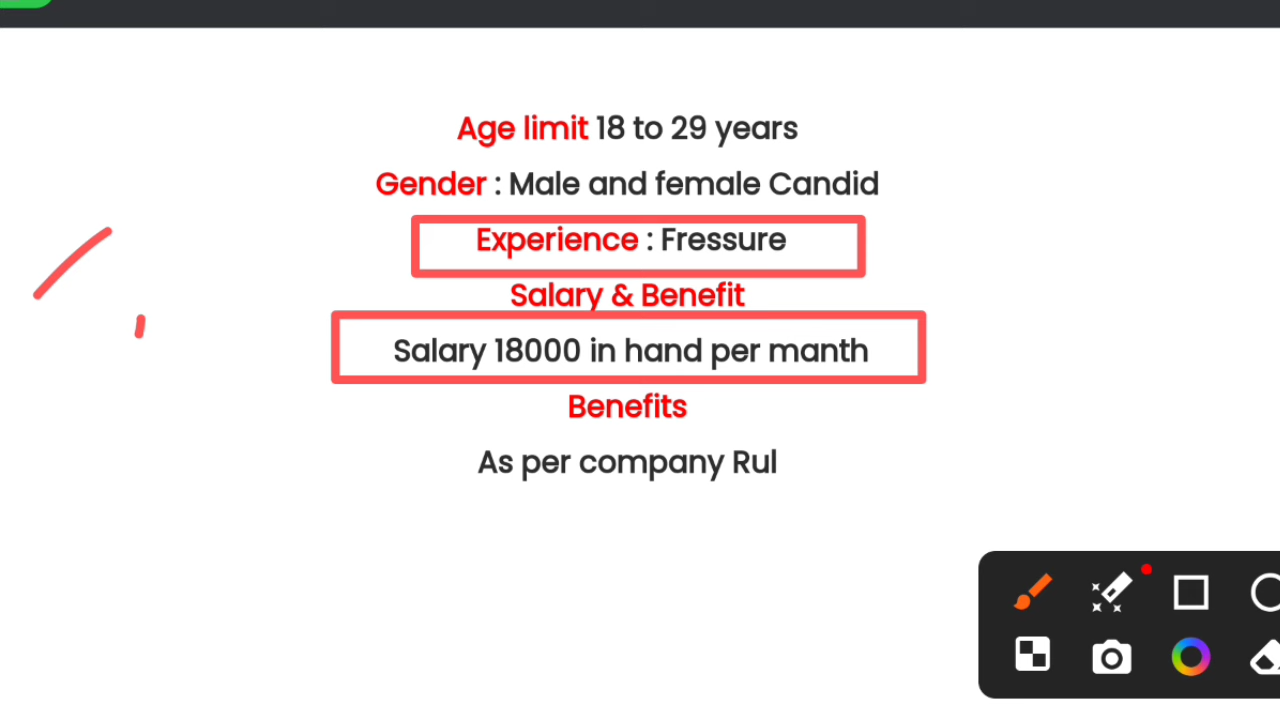 Age limit 18 to 29 years
Gender : Male and female Candid
Experience : Fressure
Salary & Benefit
Salary 18000 in hand per manth
Benefits
As per company Rul